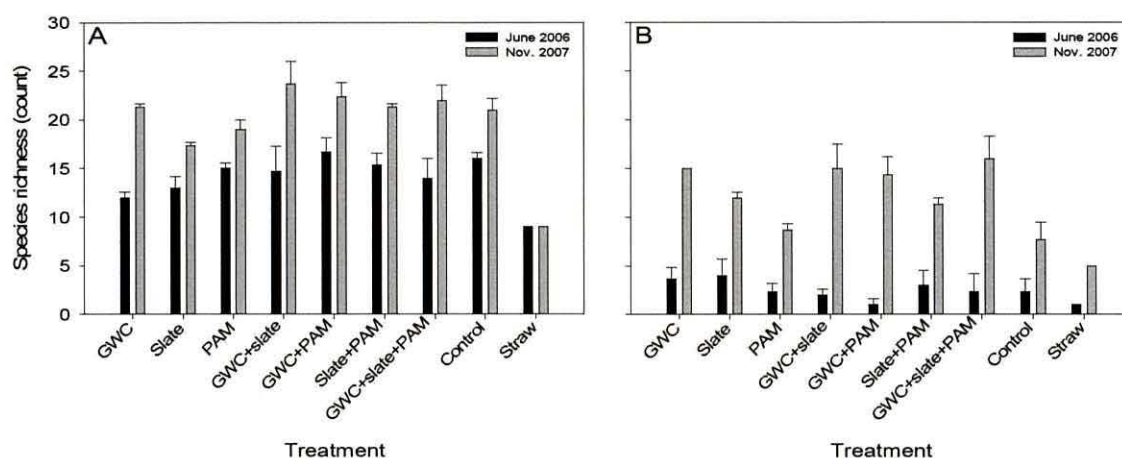 A
June 2006
Nov. 2007
Species richness (count)
30
25
20
15
10
5
0
GWC
Slate
PAM
GWC+slate
GWC+PAM
Slate+PAM
GWC+slate+PAM
Control
Straw
Treatment
B
June 2006
Nov. 2007
GWC
Slate
PAM
GWC+slate
GWC+PAM
Slate+PAM
GWC+slate+PAM
Control
Straw
Treatment